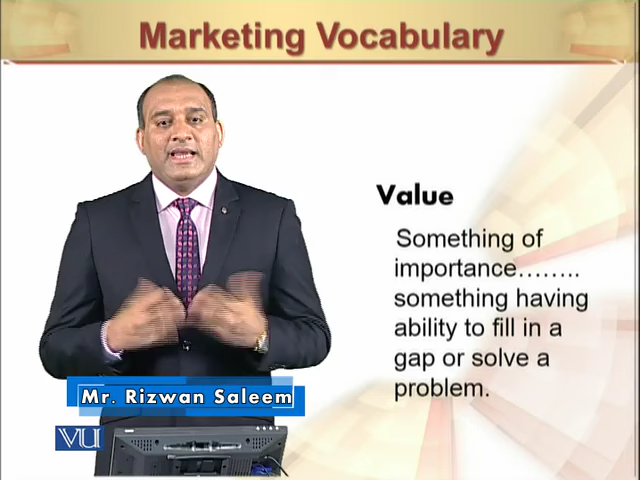 Marketing Vocabulary
Value
Something of
importance……..
something having
ability to fill in a
gap or solve a
problem.
Mr. Rizwan Saleem
VU